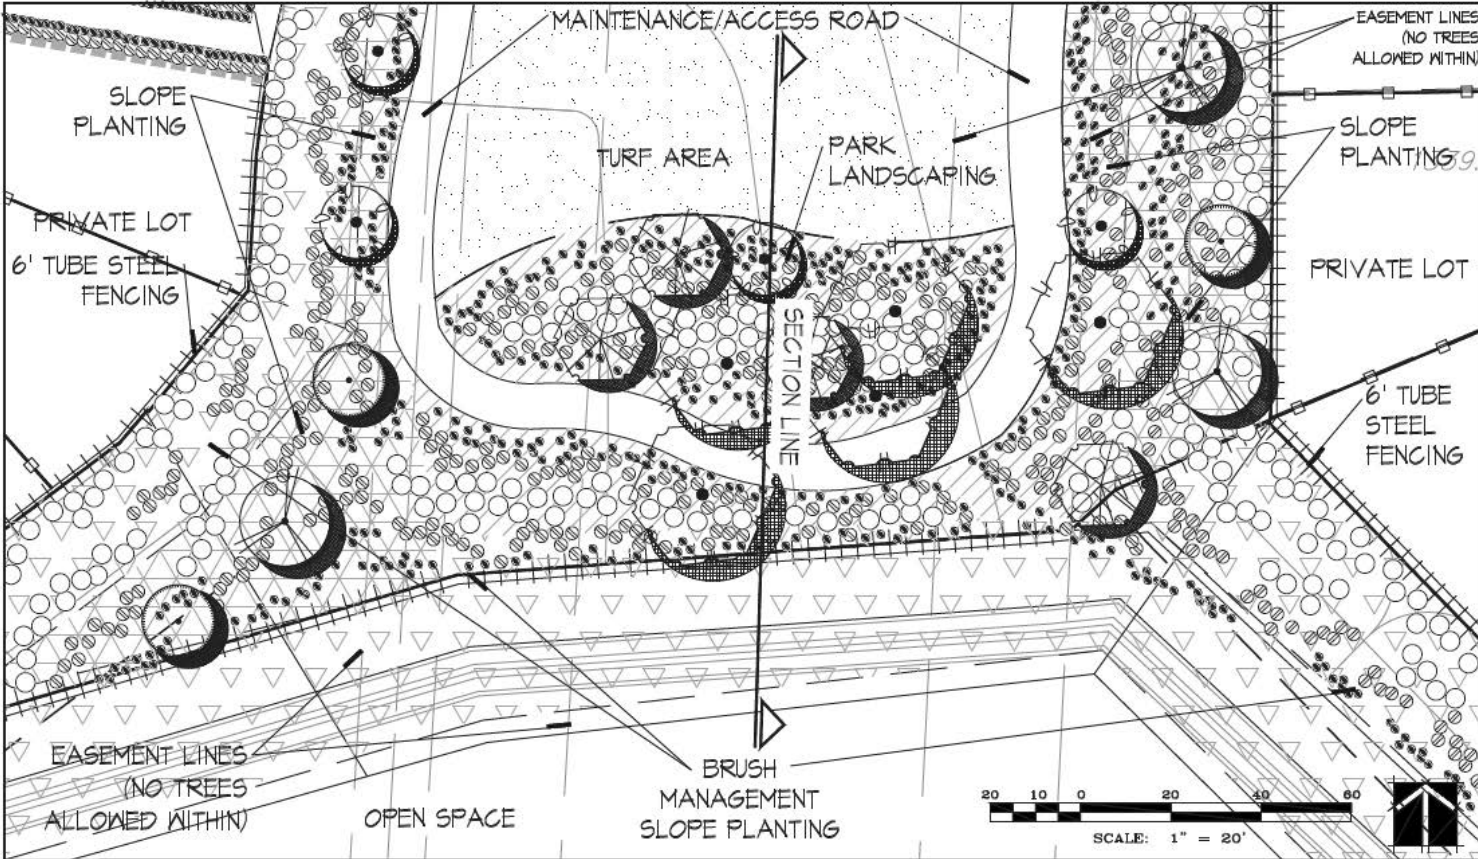 MAINTENANCE/ACCESS ROAD
EASEMENT LINES
(NO TREES
ALLOWED WITHIN)
SLOPE
PLANTING
TURF AREA
PARK
LANDSCAPING
SLOPE
PLANTING
PRIVATE LOT
6' TUBE STEEL
FENCING
PRIVATE LOT
SECTION LINE
6' TUBE
STEEL
FENCING
EASEMENT LINES
(NO TREES
ALLOWED WITHIN)
OPEN SPACE
BRUSH
MANAGEMENT
SLOPE PLANTING
20 10 0 20 40 60
SCALE: 1" = 20'